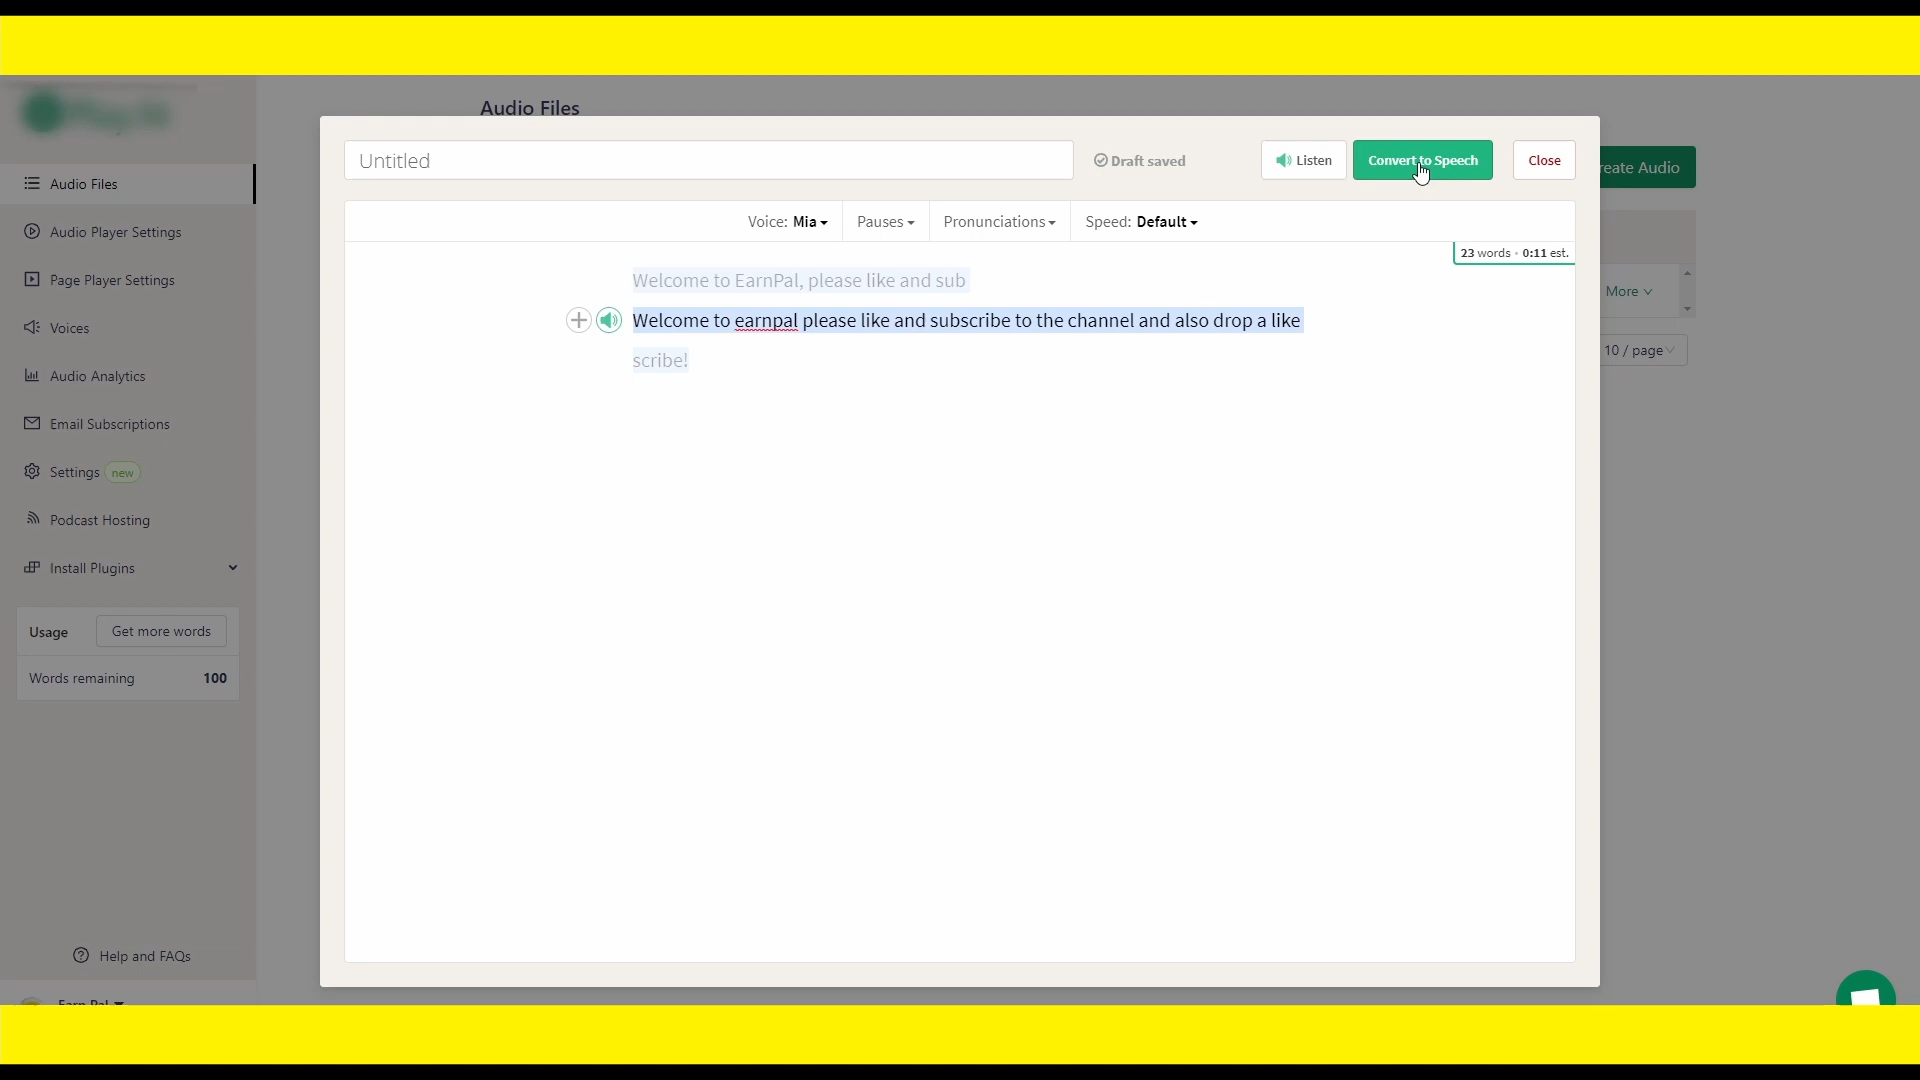 Audio Files
Untitled
Draft saved
Listen
Convert to Speech
Close
reate Audio
Voice: Mia
Pauses
Pronunciations
Speed: Default
23 words • 0:11 est.
Welcome to EarnPal, please like and sub
Welcome to earnpal please like and subscribe to the channel and also drop a like
scribe!
More
10 / page
Audio Files
Audio Player Settings
Page Player Settings
Voices
Audio Analytics
Email Subscriptions
Settings new
Podcast Hosting
Install Plugins
Usage
Get more words
Words remaining 100
Help and FAQs
Earn Pal